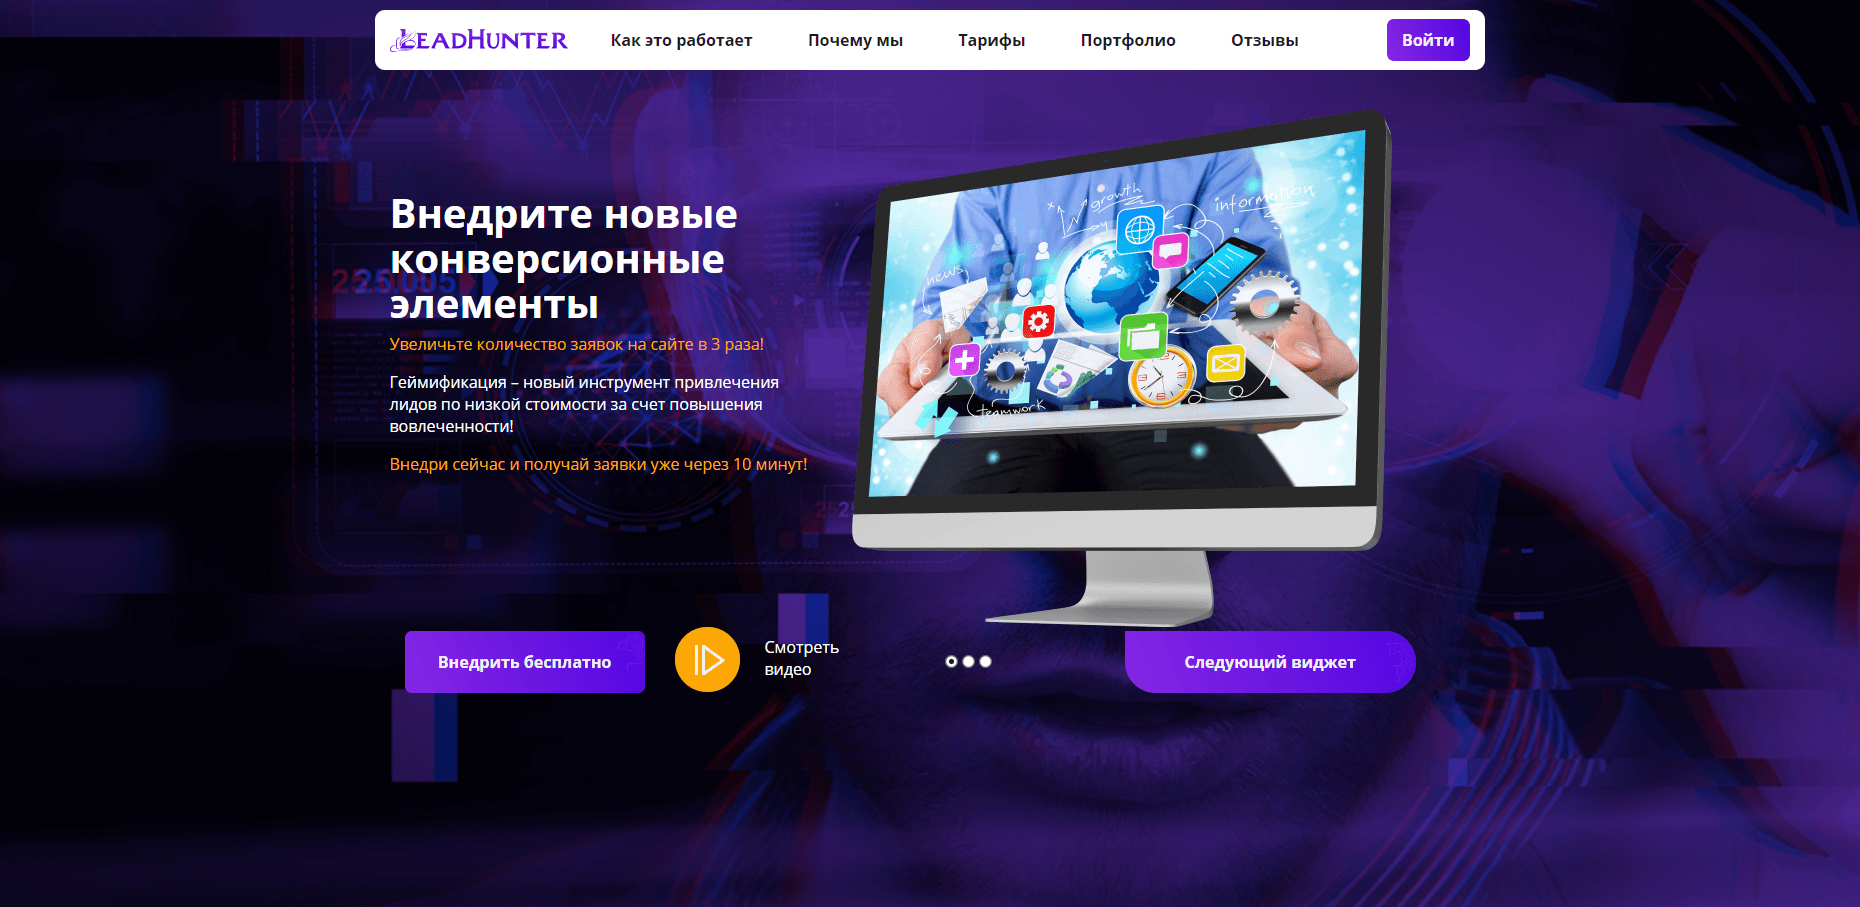 LEADHUNTER
Как это работает
Почему мы
Тарифы
Портфолио
Отзывы
Войти
Внедрите новые
конверсионные
элементы
Увеличьте количество заявок на сайте в 3 раза!
Геймификация – новый инструмент привлечения
лидов по низкой стоимости за счет повышения
вовлеченности!
Внедри сейчас и получай заявки уже через 10 минут!
growth
x
y
information
news
teamwork
Внедрить бесплатно
Смотреть
видео
Следующий виджет